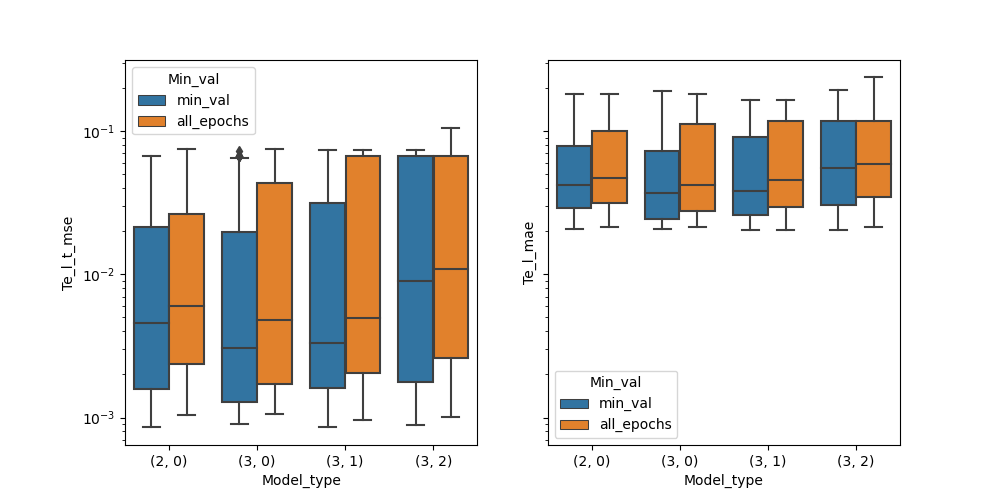 Te_l_t_mse
10⁻¹
10⁻²
10⁻³
Min_val
min_val
all_epochs
(2, 0)
(3, 0)
(3, 1)
(3, 2)
Model_type
Te_l_mae
Min_val
min_val
all_epochs
(2, 0)
(3, 0)
(3, 1)
(3, 2)
Model_type